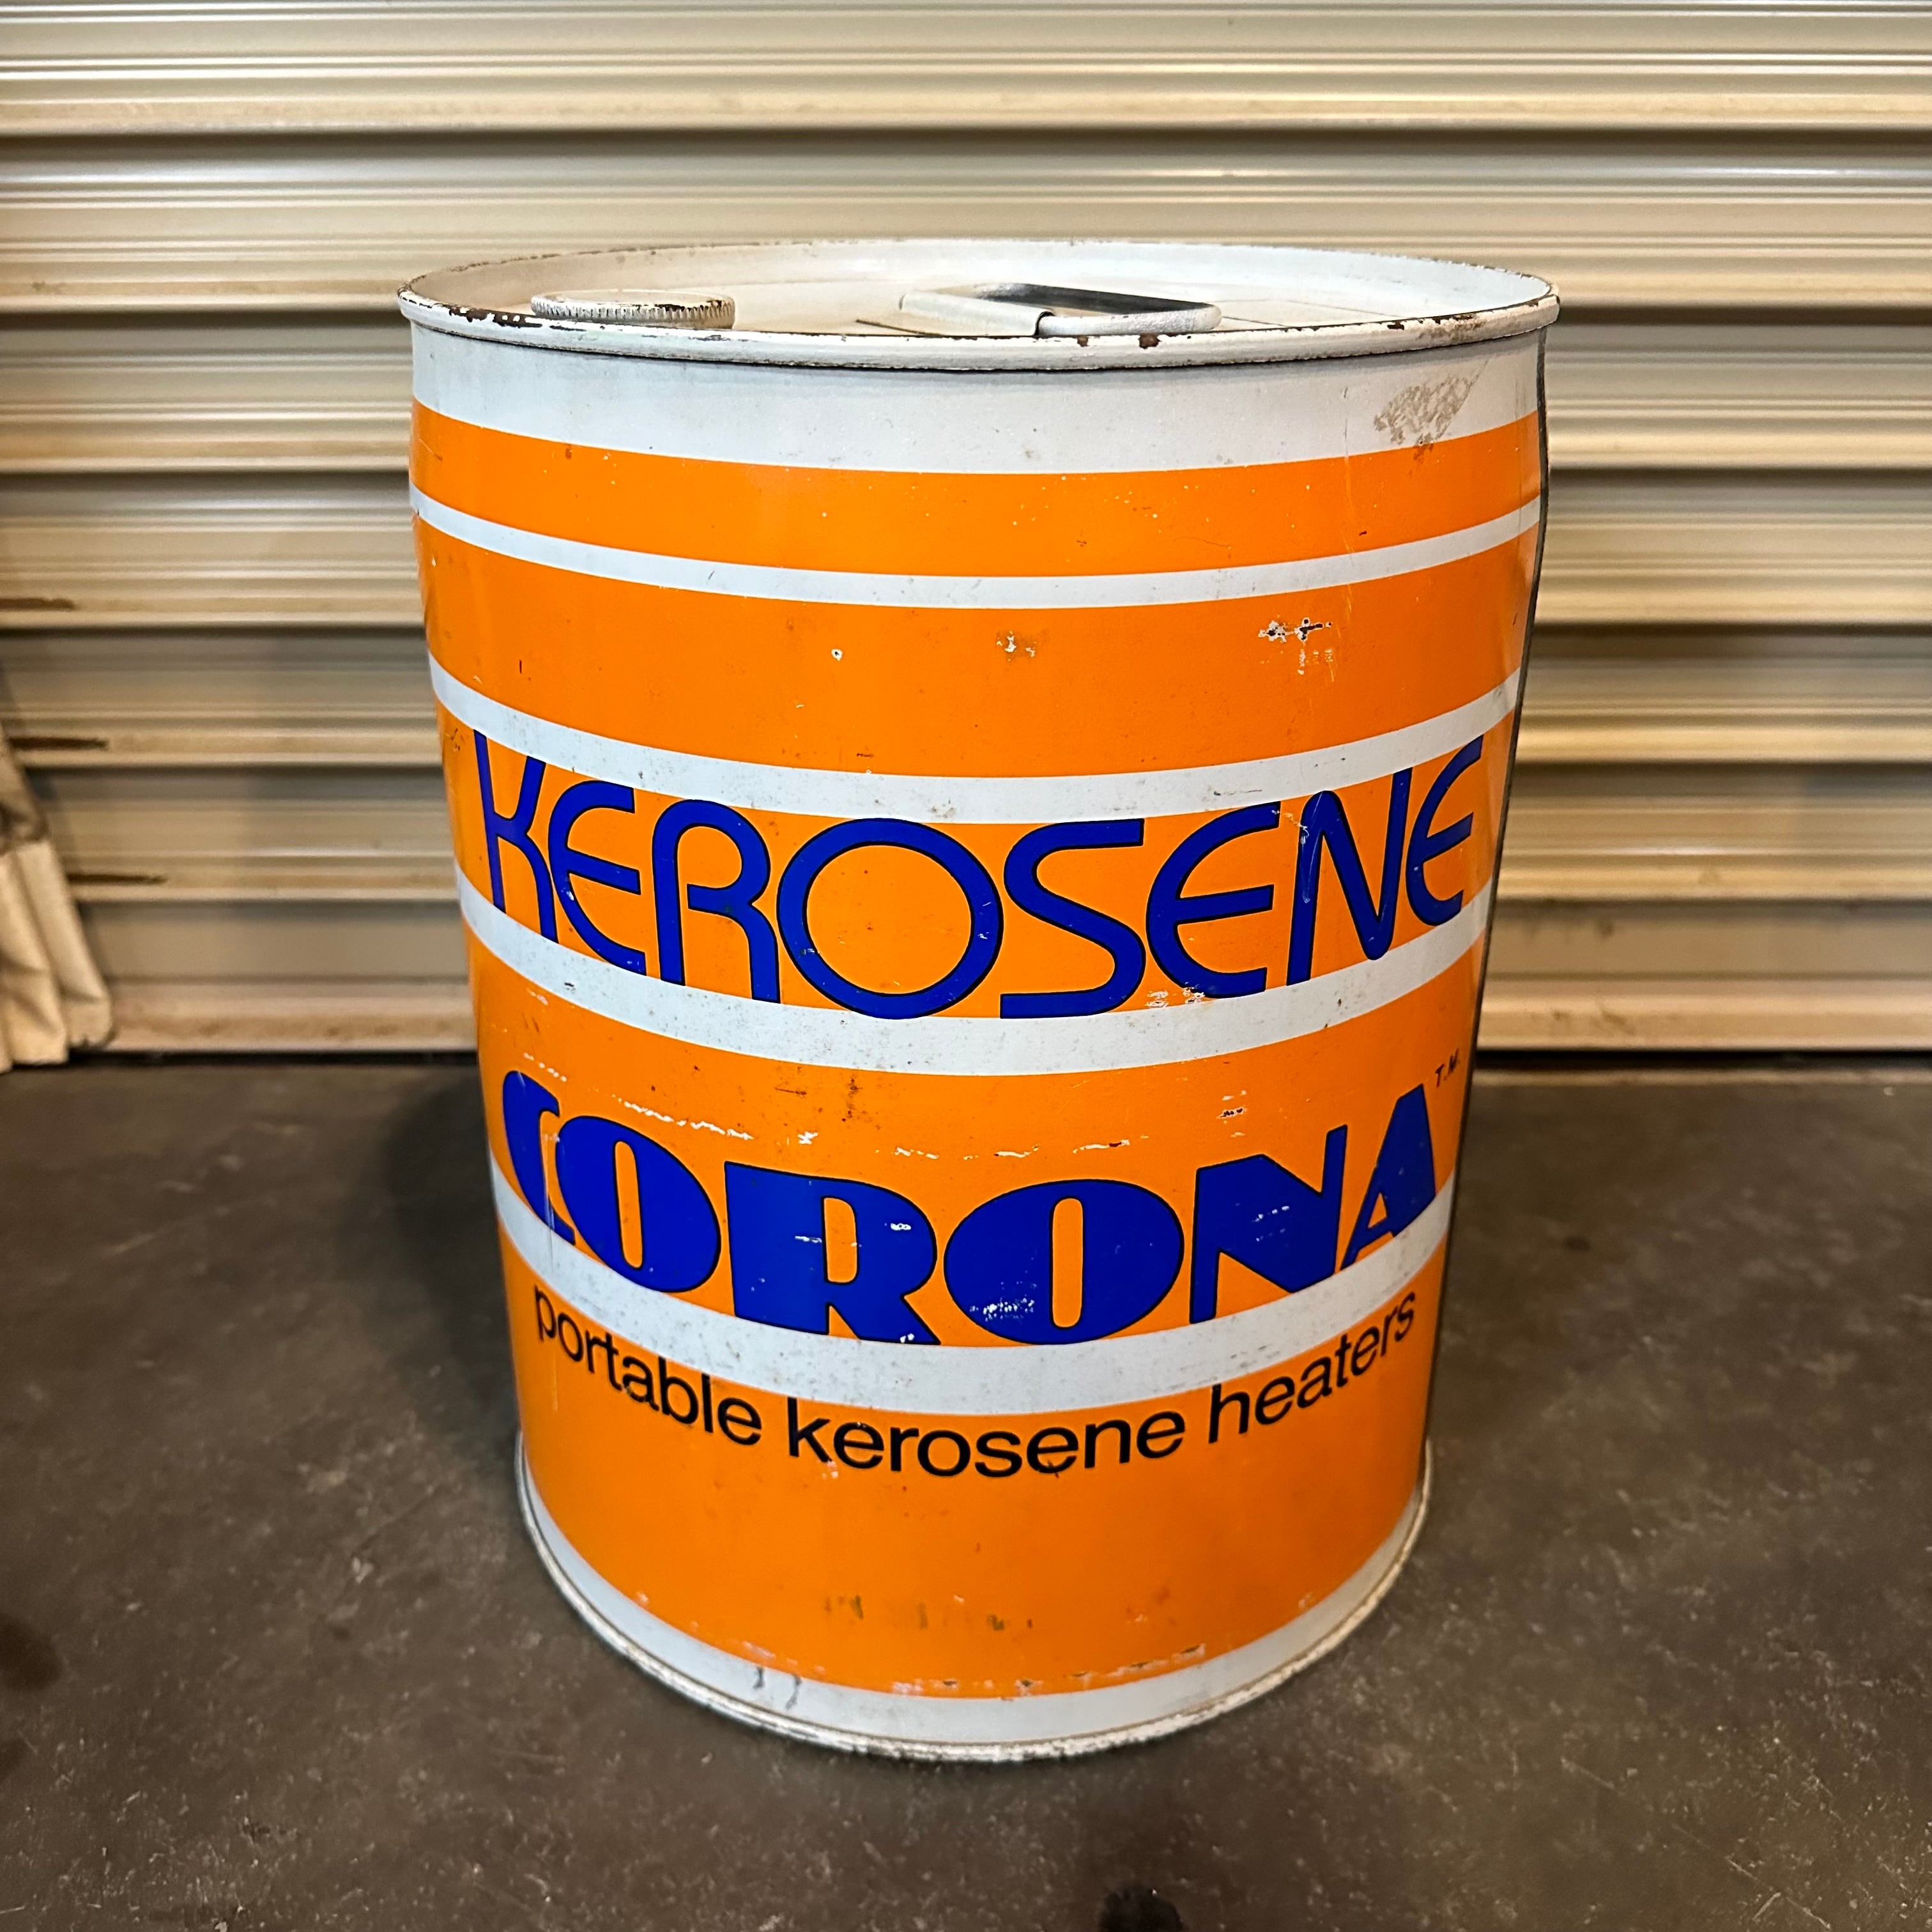 KEROSENE
CORONA T.M.
portable kerosene heaters